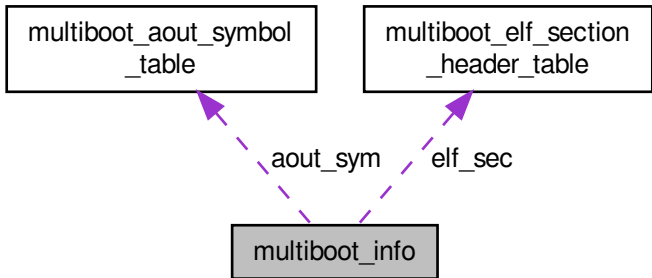 multiboot_aout_symbol
_table
multiboot_elf_section
_header_table
aout_sym
elf_sec
multiboot_info